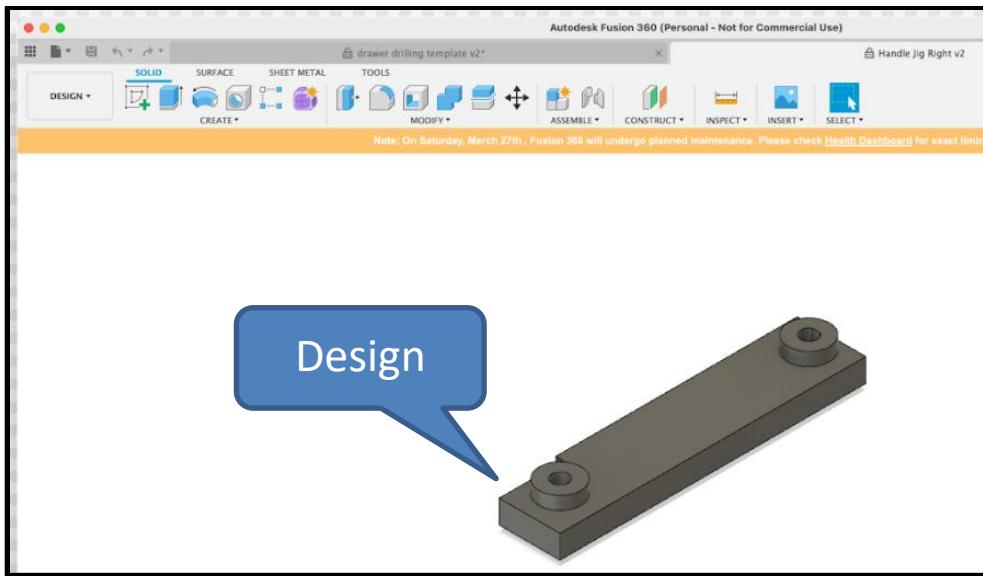 Autodesk Fusion 360 (Personal - Not for Commercial Use)
drawer drilling template v2*
Handle Jig Right v2
SOLID SURFACE SHEET METAL TOOLS
DESIGN
CREATE MODIFY ASSEMBLE CONSTRUCT INSPECT INSERT SELECT
Note: On Saturday, March 27th , Fusion 360 will undergo planned maintenance. Please check Health Dashboard for exact timin
Design